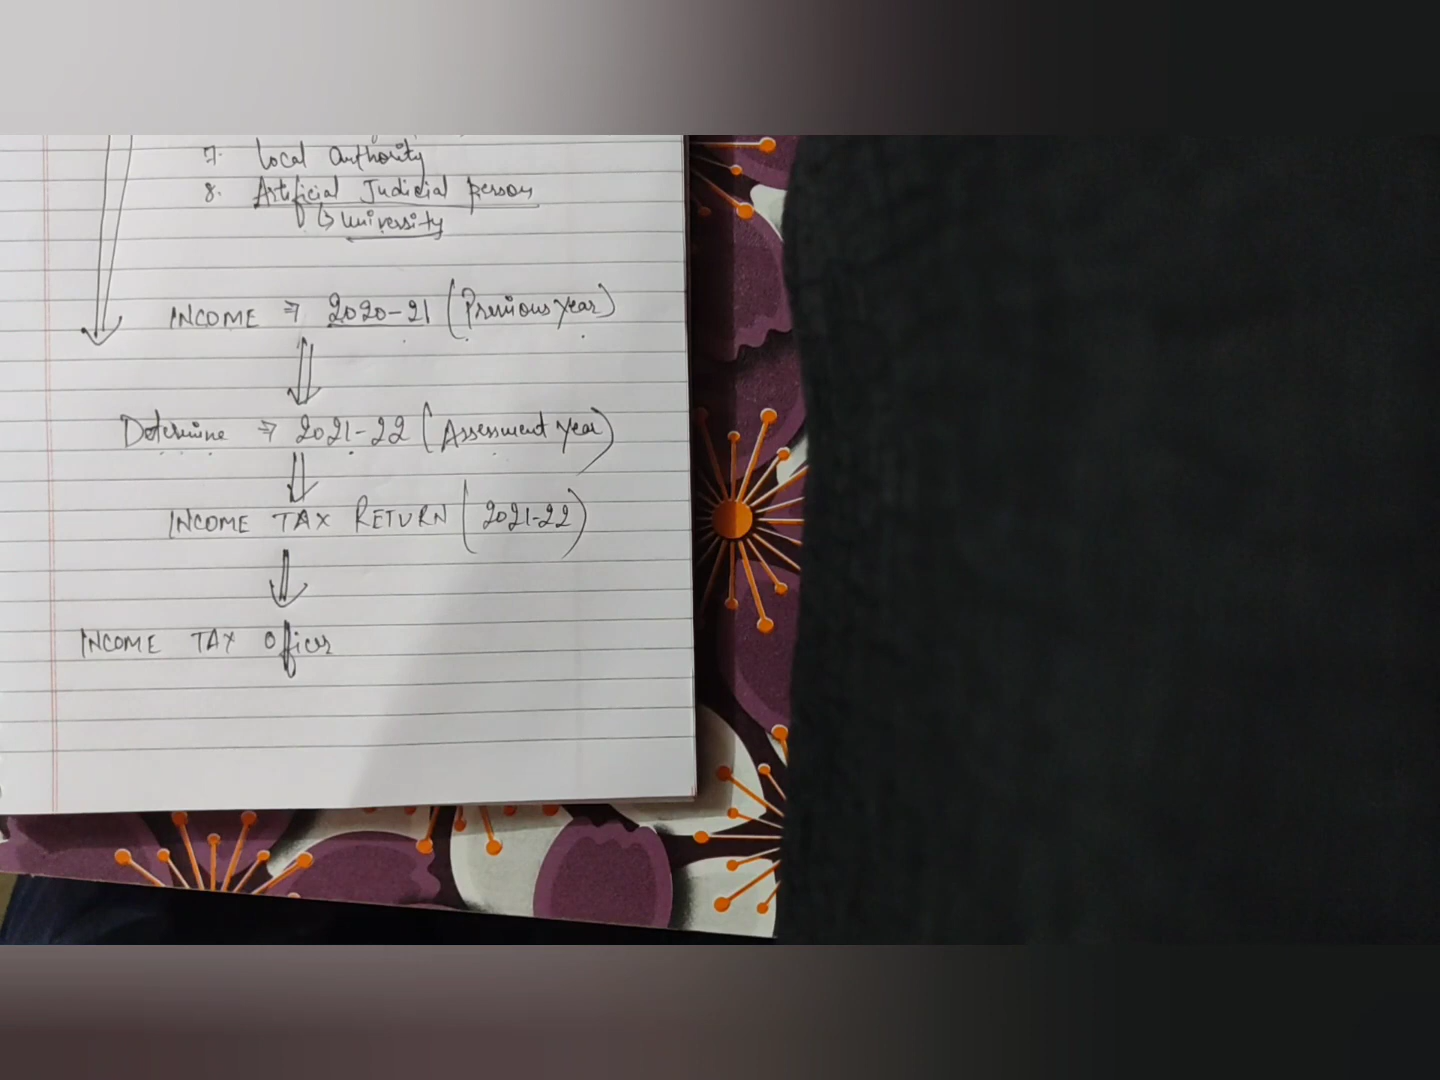 7. Local Authority
8. Artificial Judicial person
↳ University
INCOME ⇒ 2020-21 (Previous year)
Determine ⇒ 2021-22 (Assessment year)
INCOME TAX RETURN (2021-22)
INCOME TAX Officer